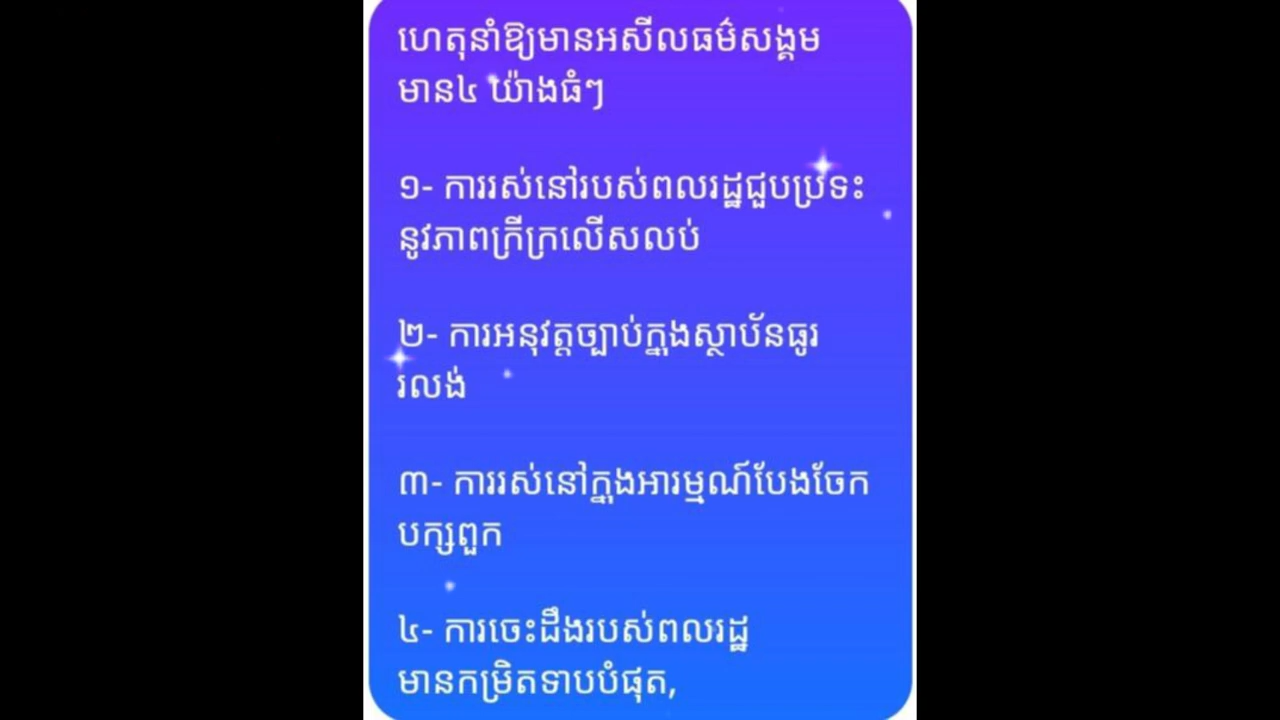 ហេតុនាំឱ្យមានអសីលធម៌សង្គម
មាន៤ យ៉ាងធំៗ
១- ការរស់នៅរបស់ពលរដ្ឋជួបប្រទះ
នូវភាពក្រីក្រលើសលប់
២- ការអនុវត្តច្បាប់ក្នុងស្ថាប័នធូរ
រលង់
៣- ការរស់នៅក្នុងអារម្មណ៍បែងចែក
បក្សពួក
៤- ការចេះដឹងរបស់ពលរដ្ឋ
មានកម្រិតទាបបំផុត,